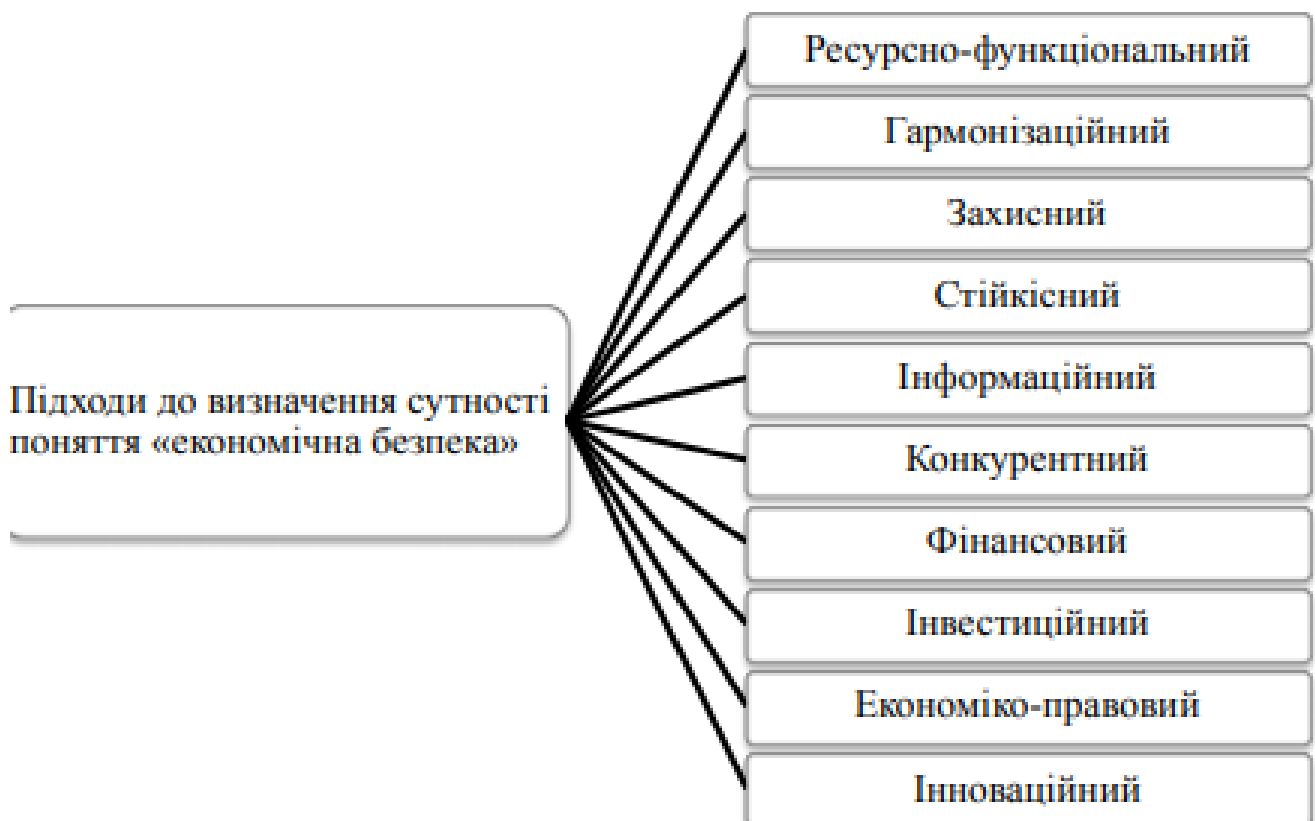 Ресурсно-функціональний
Гармонізаційний
Захисний
Стійкісний
Інформаційний
Підходи до визначення сутності
поняття «економічна безпека»
Конкурентний
Фінансовий
Інвестиційний
Економіко-правовий
Інноваційний